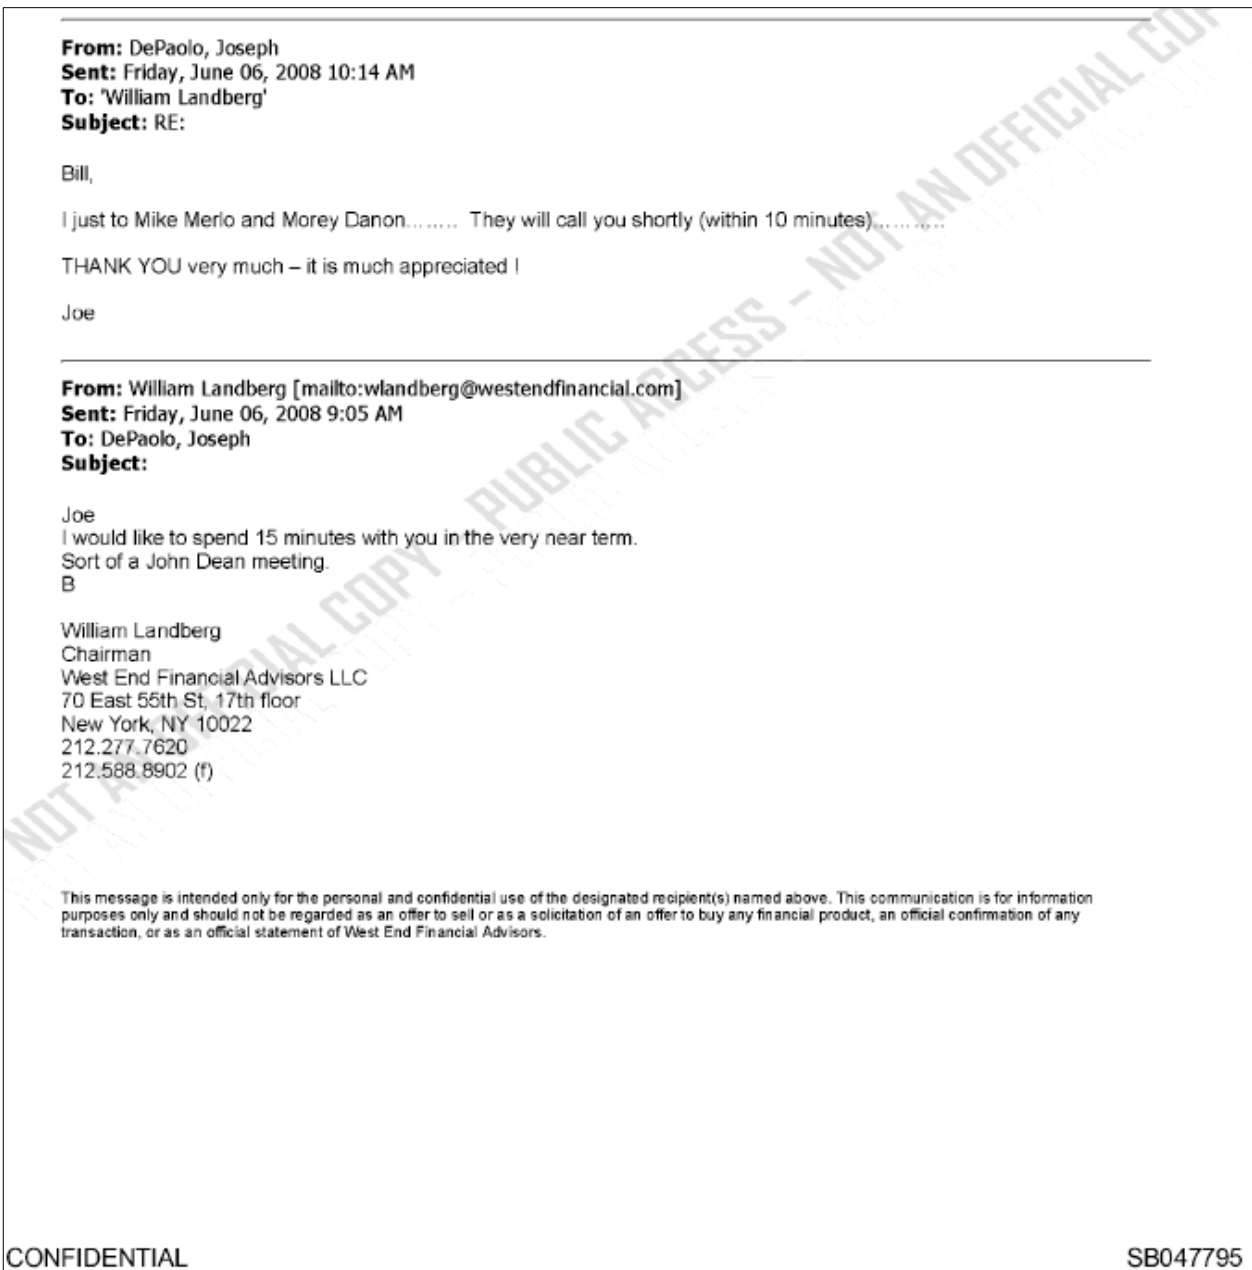 From: DePaolo, Joseph
Sent: Friday, June 06, 2008 10:14 AM
To: 'William Landberg'
Subject: RE:
Bill,
I just to Mike Merlo and Morey Danon........ They will call you shortly (within 10 minutes)...........
THANK YOU very much – it is much appreciated !
Joe
From: William Landberg [mailto:wlandberg@westendfinancial.com]
Sent: Friday, June 06, 2008 9:05 AM
To: DePaolo, Joseph
Subject:
Joe
I would like to spend 15 minutes with you in the very near term.
Sort of a John Dean meeting.
B
William Landberg
Chairman
West End Financial Advisors LLC
70 East 55th St, 17th floor
New York, NY 10022
212.277.7620
212.588.8902 (f)
This message is intended only for the personal and confidential use of the designated recipient(s) named above. This communication is for information
purposes only and should not be regarded as an offer to sell or as a solicitation of an offer to buy any financial product, an official confirmation of any
transaction, or as an official statement of West End Financial Advisors.
NOT AN OFFICIAL COPY - PUBLIC ACCESS - NOT AN OFFICIAL COPY
CONFIDENTIAL
SB047795